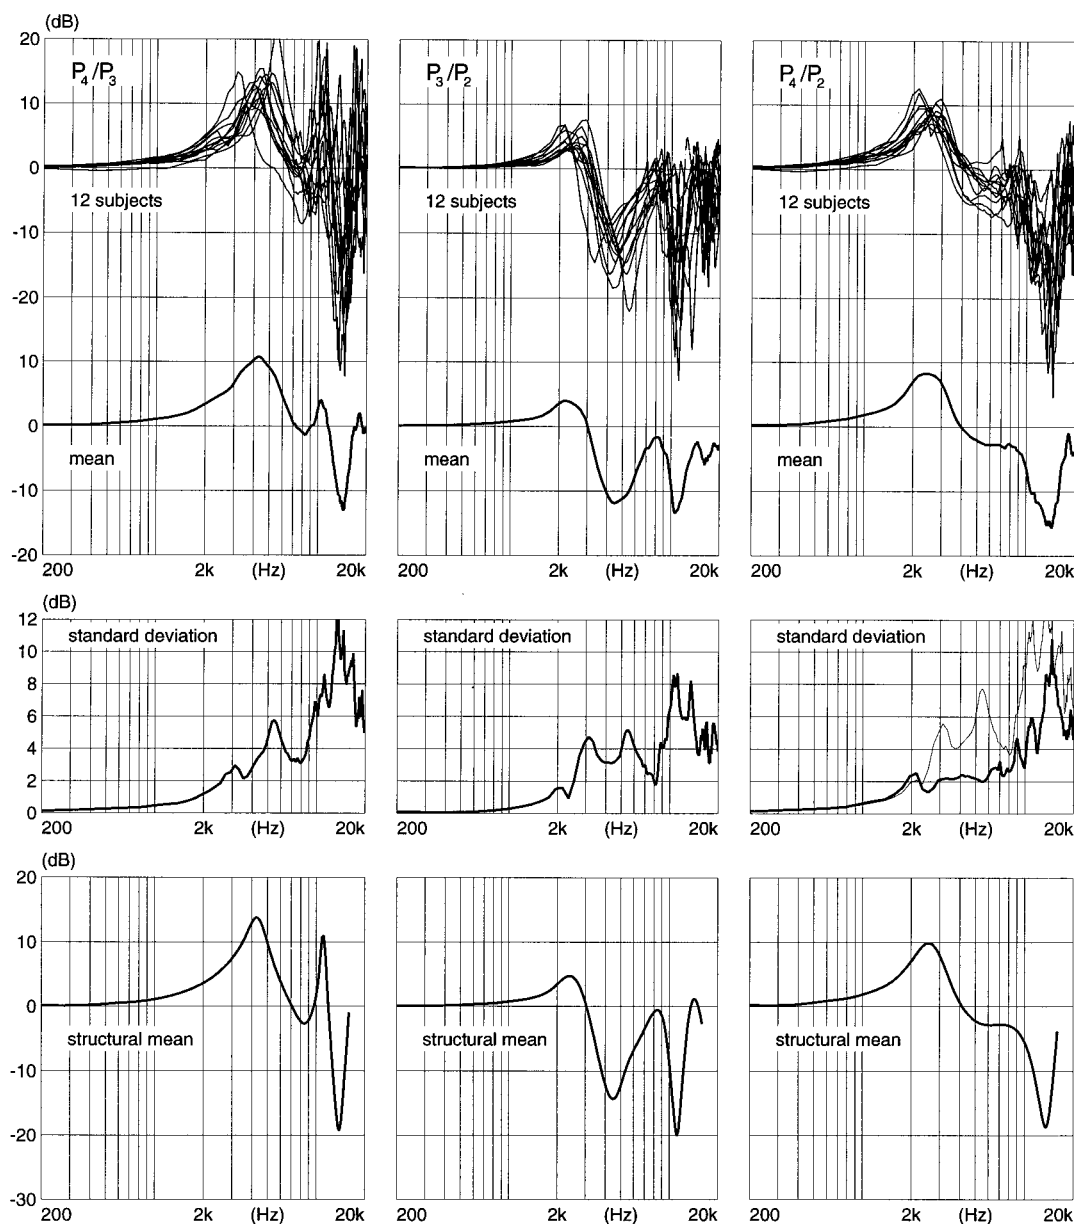 (dB)
20
10
0
-10
-20
10
0
-10
-20
P4/P3
12 subjects
mean
200 2k (Hz) 20k
P3/P2
12 subjects
mean
200 2k (Hz) 20k
P4/P2
12 subjects
mean
200 2k (Hz) 20k
(dB)
12
10
8
6
4
2
0
standard deviation
200 2k (Hz) 20k
standard deviation
200 2k (Hz) 20k
standard deviation
200 2k (Hz) 20k
(dB)
20
10
0
-10
-20
-30
structural mean
200 2k (Hz) 20k
structural mean
200 2k (Hz) 20k
structural mean
200 2k (Hz) 20k